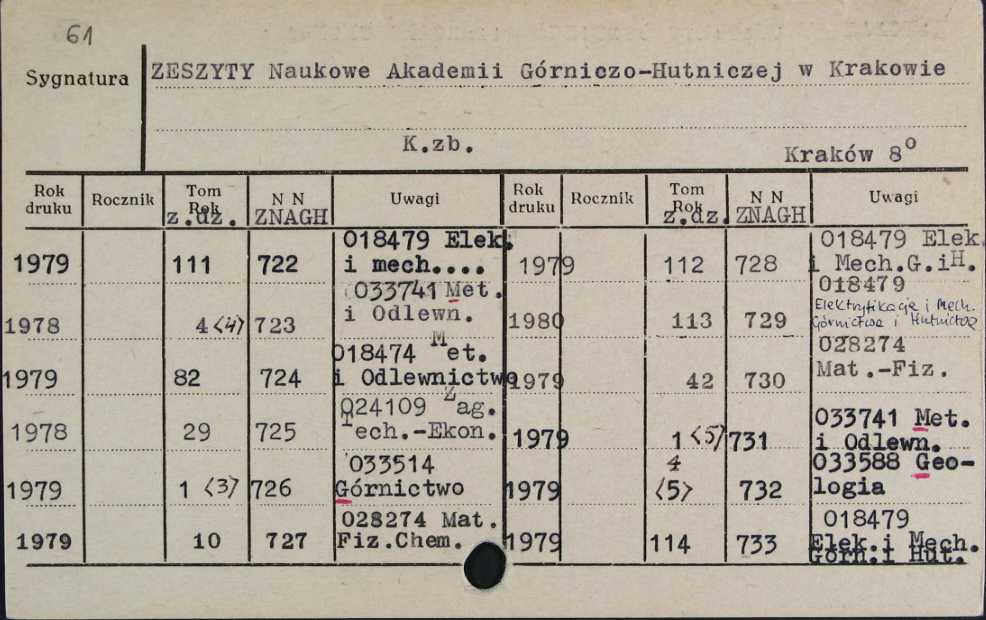 61
Sygnatura
ZESZYTY Naukowe Akademii Górniczo-Hutniczej w Krakowie
K.zb.
Kraków 8°
Rok druku Rocznik Tom Rok z.dz. N N ZNAGH Uwagi Rok druku Rocznik Tom Rok z.dz. N N ZNAGH Uwagi
1979 111 722 018479 Elek.
i mech....
1978 4 <4> 723 033741 Met.
i Odlewn.
1979 82 724 018474 Met.
i Odlewnictwo
1978 29 725 024109 Zag.
Tech.-Ekon.
1979 1 <3> 726 033514
Górnictwo
1979 10 727 028274 Mat.
Fiz.Chem.
1979 112 728 018479 Elek.
i Mech.G.iH.
1980 113 729 018479
Elektryfikacja i Mech.
Górnictwa i Hutnictwa
1979 42 730 028274
Mat.-Fiz.
1979 1 <5> 731 033741 Met.
i Odlewn.
1979 4 <5> 732 033588 Geo-
logia
1979 114 733 018479
Elek.i Mech.
Górn.i Hut.